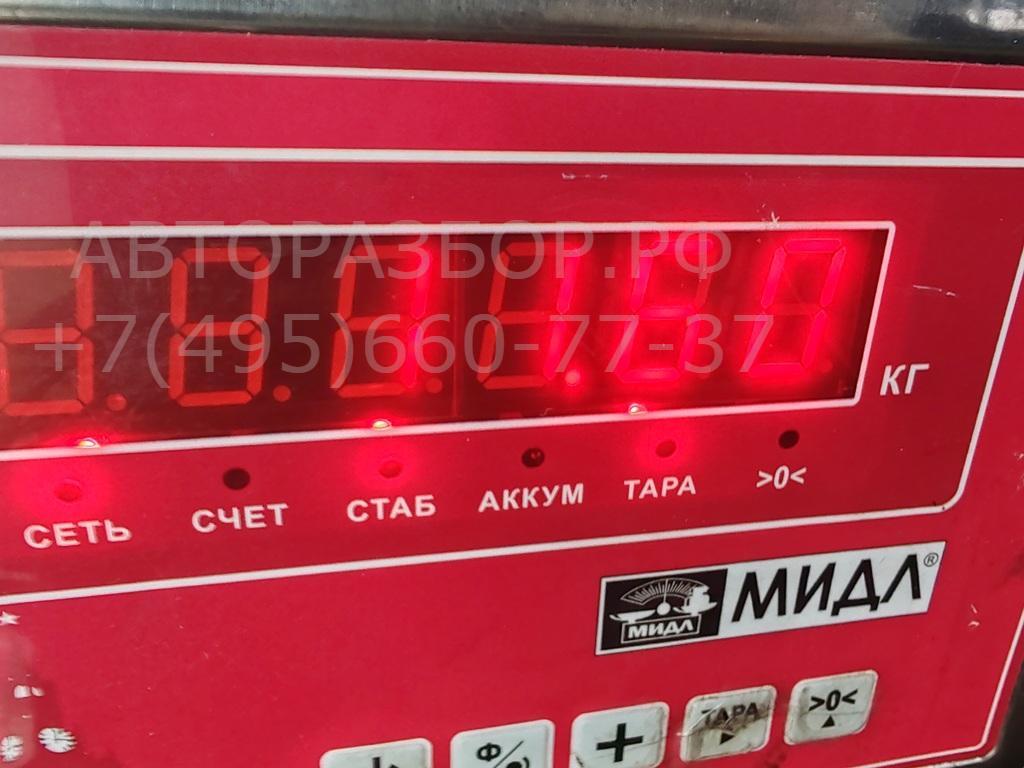 АВТОРАЗБОР.РФ
+7(495)660-77-37
КГ
СЕТЬ СЧЕТ СТАБ АККУМ ТАРА >0<
МИДЛ МИДЛ®
Ф/ + ТАРА >0<